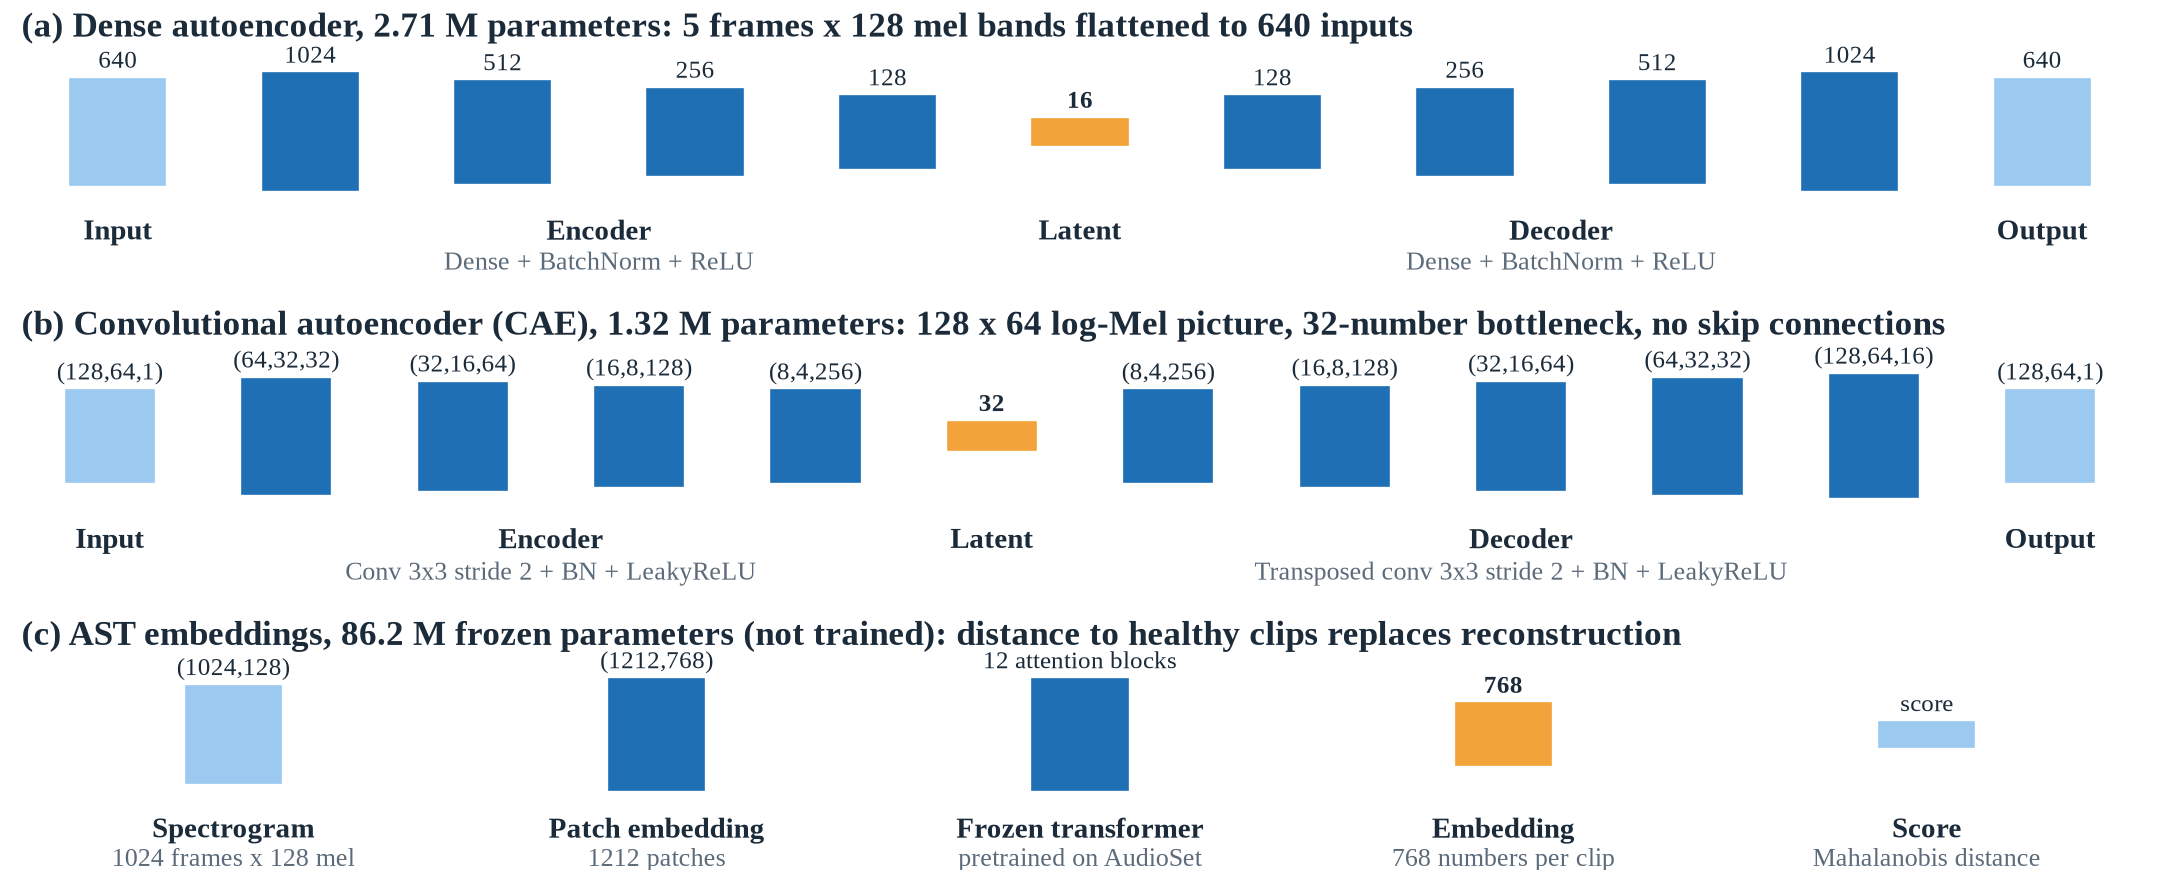 (a) Dense autoencoder, 2.71 M parameters: 5 frames x 128 mel bands flattened to 640 inputs
640 1024 512 256 128 16 128 256 512 1024 640
Input Encoder Latent Decoder Output
Dense + BatchNorm + ReLU Dense + BatchNorm + ReLU
(b) Convolutional autoencoder (CAE), 1.32 M parameters: 128 x 64 log-Mel picture, 32-number bottleneck, no skip connections
(128,64,1) (64,32,32) (32,16,64) (16,8,128) (8,4,256) 32 (8,4,256) (16,8,128) (32,16,64) (64,32,32) (128,64,16) (128,64,1)
Input Encoder Latent Decoder Output
Conv 3x3 stride 2 + BN + LeakyReLU Transposed conv 3x3 stride 2 + BN + LeakyReLU
(c) AST embeddings, 86.2 M frozen parameters (not trained): distance to healthy clips replaces reconstruction
(1024,128) (1212,768) 12 attention blocks 768 score
Spectrogram Patch embedding Frozen transformer Embedding Score
1024 frames x 128 mel 1212 patches pretrained on AudioSet 768 numbers per clip Mahalanobis distance